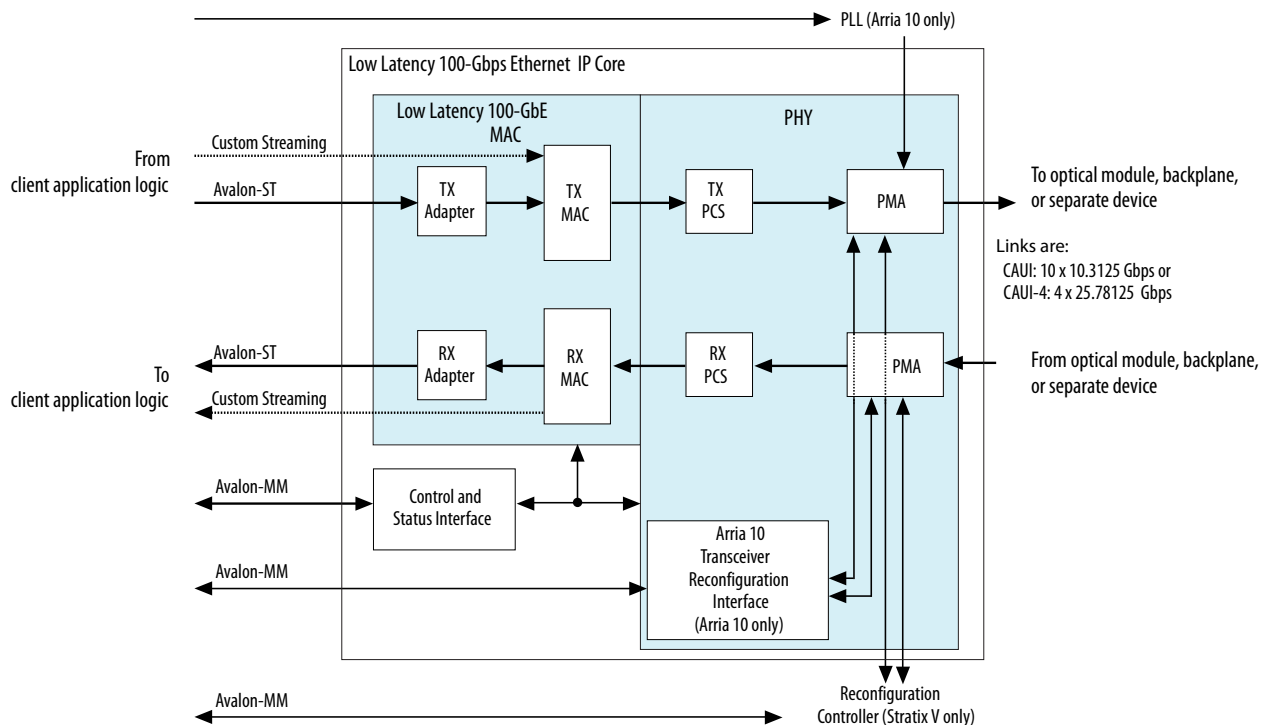 PLL (Arria 10 only)
Low Latency 100-Gbps Ethernet IP Core
Low Latency 100-GbE
MAC
PHY
Custom Streaming
From
client application logic
Avalon-ST
TX
Adapter
TX
MAC
TX
PCS
PMA
To optical module, backplane,
or separate device
Links are:
CAUI: 10 x 10.3125 Gbps or
CAUI-4: 4 x 25.78125 Gbps
Avalon-ST
To
client application logic
Custom Streaming
RX
Adapter
RX
MAC
RX
PCS
PMA
From optical module, backplane,
or separate device
Avalon-MM
Control and
Status Interface
Avalon-MM
Arria 10
Transceiver
Reconfiguration
Interface
(Arria 10 only)
Avalon-MM
Reconfiguration
Controller (Stratix V only)